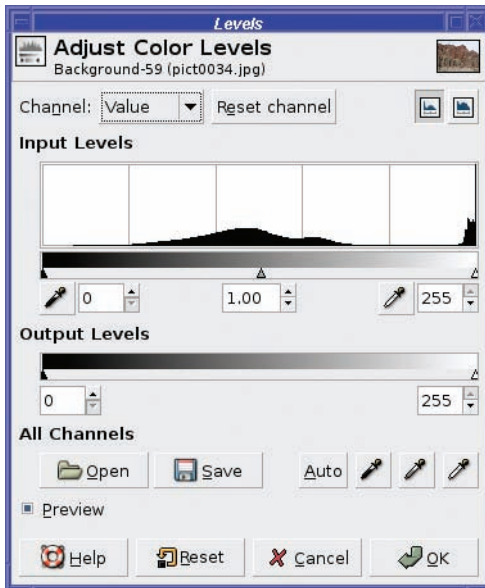 Levels
Adjust Color Levels
Background-59 (pict0034.jpg)
Channel: Value Reset channel
Input Levels
0 1.00 255
Output Levels
0 255
All Channels
Open Save Auto
Preview
Help Reset Cancel OK